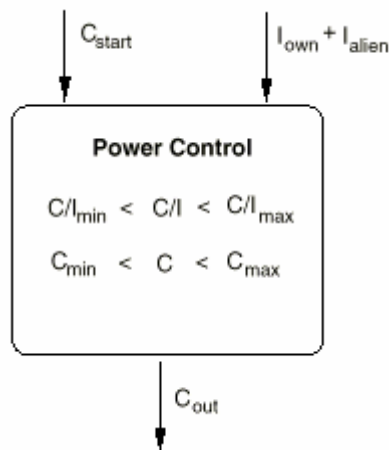 C_start
I_own + I_alien
Power Control
C/I_min < C/I < C/I_max
C_min < C < C_max
C_out